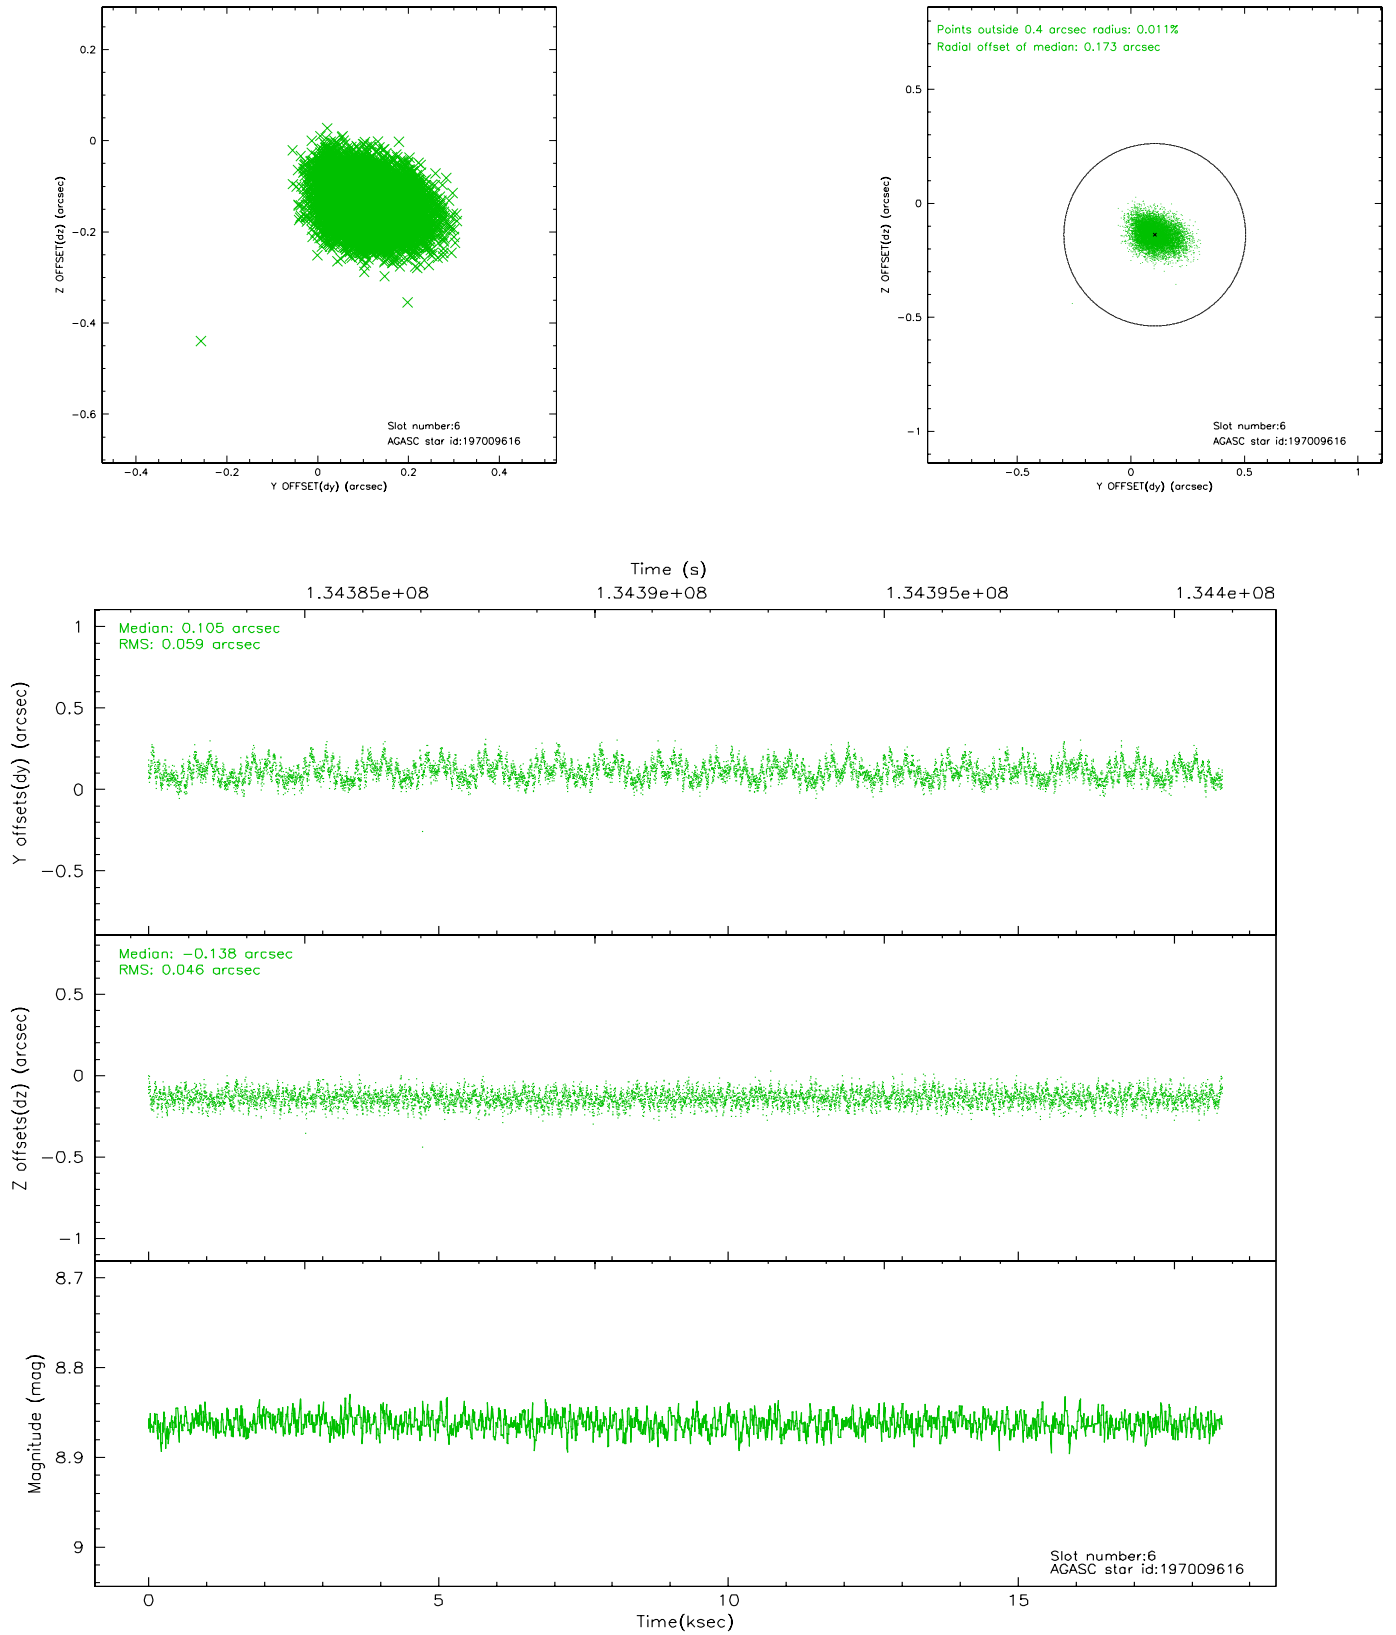 0.2
0
−0.2
−0.4
−0.6
Z OFFSET(dz) (arcsec)
−0.4
−0.2
0
0.2
0.4
Y OFFSET(dy) (arcsec)
Slot number:6
AGASC star id:197009616
Points outside 0.4 arcsec radius: 0.011%
Radial offset of median: 0.173 arcsec
0.5
0
−0.5
−1
Z OFFSET(dz) (arcsec)
−0.5
0
0.5
1
Y OFFSET(dy) (arcsec)
Slot number:6
AGASC star id:197009616
Time (s)
1.34385e+08
1.3439e+08
1.34395e+08
1.344e+08
Median: 0.105 arcsec
RMS: 0.059 arcsec
1
0.5
0
−0.5
Y offsets(dy) (arcsec)
Median: −0.138 arcsec
RMS: 0.046 arcsec
0.5
0
−0.5
−1
Z offsets(dz) (arcsec)
8.7
8.8
8.9
9
Magnitude (mag)
Slot number:6
AGASC star id:197009616
0
5
10
15
Time(ksec)